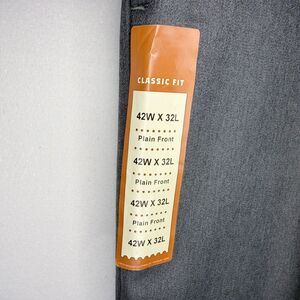 CLASSIC FIT
42W X 32L
Plain Front
42W X 32L
Plain Front
42W X 32L
Plain Front
42W X 32L